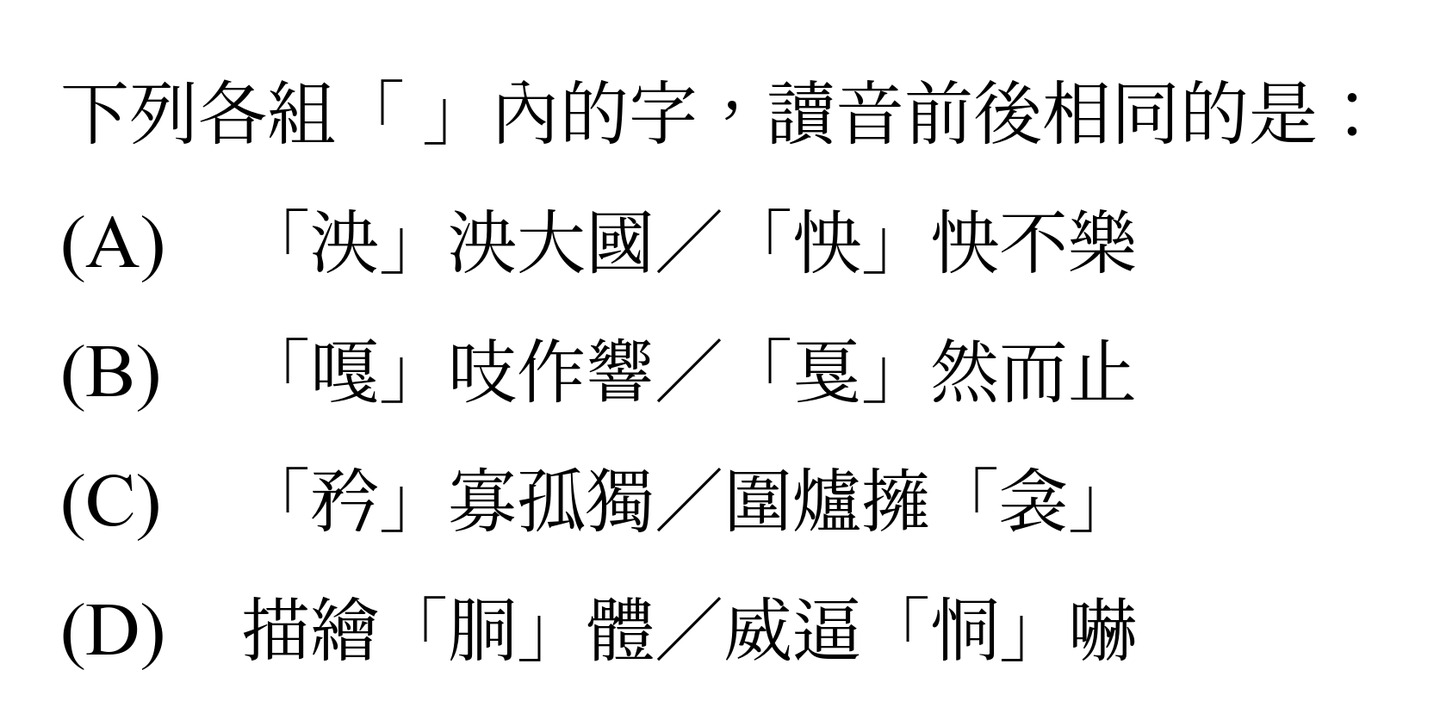 下列各組「 」內的字，讀音前後相同的是：
(A) 「泱」泱大國／「怏」怏不樂
(B) 「嘎」吱作響／「戛」然而止
(C) 「矜」寡孤獨／圍爐擁「衾」
(D) 描繪「胴」體／威逼「恫」嚇